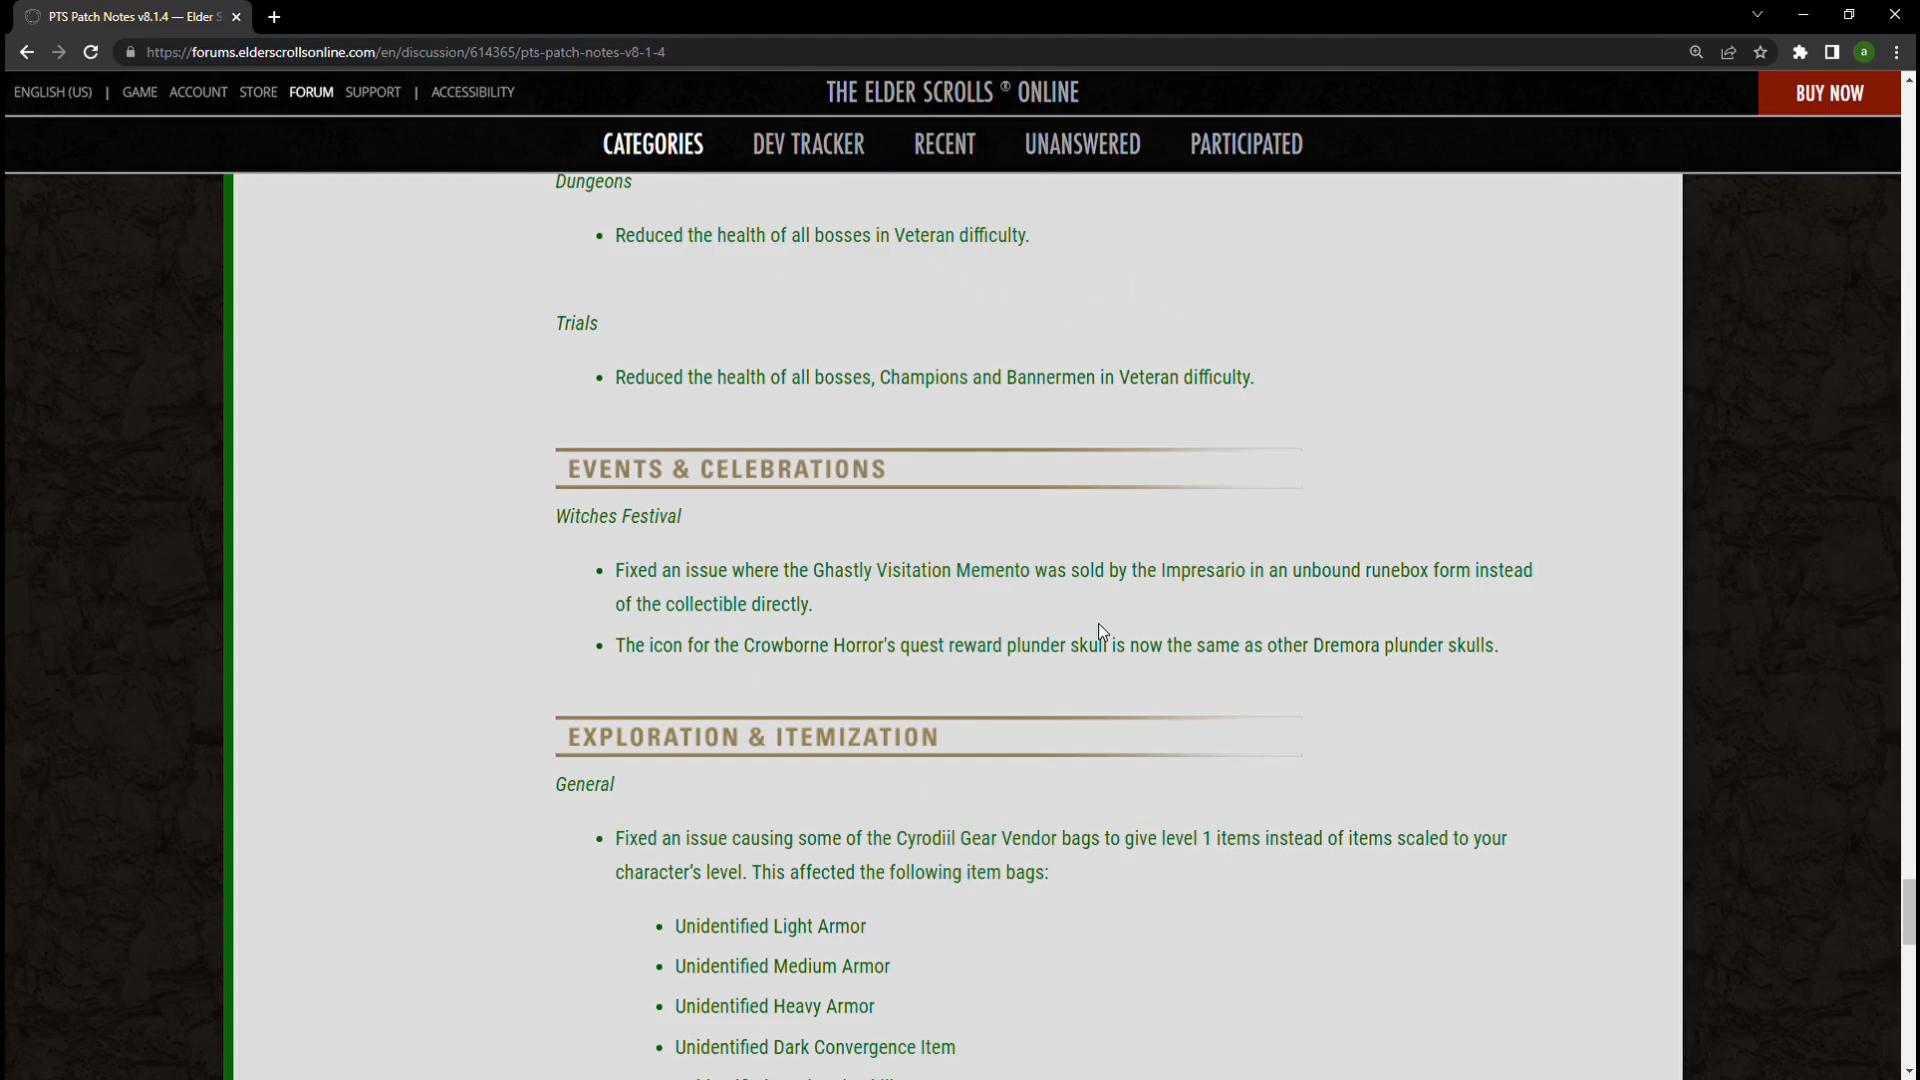 PTS Patch Notes v8.1.4 — Elder S
https://forums.elderscrollsonline.com/en/discussion/614365/pts-patch-notes-v8-1-4
a
ENGLISH (US) | GAME ACCOUNT STORE FORUM SUPPORT | ACCESSIBILITY
THE ELDER SCROLLS ® ONLINE
BUY NOW
CATEGORIES DEV TRACKER RECENT UNANSWERED PARTICIPATED
Dungeons
• Reduced the health of all bosses in Veteran difficulty.
Trials
• Reduced the health of all bosses, Champions and Bannermen in Veteran difficulty.
EVENTS & CELEBRATIONS
Witches Festival
• Fixed an issue where the Ghastly Visitation Memento was sold by the Impresario in an unbound runebox form instead
of the collectible directly.
• The icon for the Crowborne Horror's quest reward plunder skull is now the same as other Dremora plunder skulls.
EXPLORATION & ITEMIZATION
General
• Fixed an issue causing some of the Cyrodiil Gear Vendor bags to give level 1 items instead of items scaled to your
character's level. This affected the following item bags:
• Unidentified Light Armor
• Unidentified Medium Armor
• Unidentified Heavy Armor
• Unidentified Dark Convergence Item